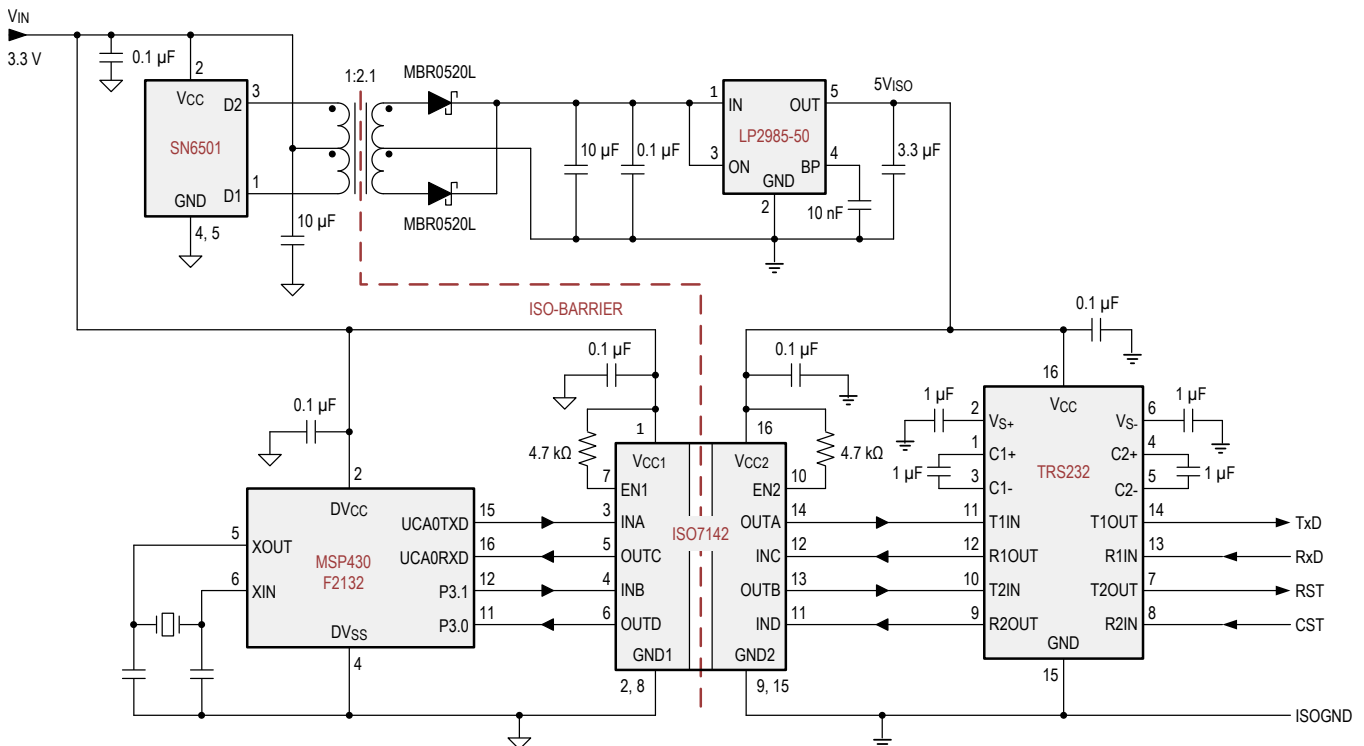 VIN
3.3 V
0.1 µF
2
VCC
D2
3
SN6501
D1
1
GND
4, 5
10 µF
1:2.1
MBR0520L
MBR0520L
10 µF
0.1 µF
1
IN
OUT
5
5VISO
LP2985-50
3
ON
BP
4
GND
2
10 nF
3.3 µF
ISO-BARRIER
0.1 µF
0.1 µF
0.1 µF
0.1 µF
4.7 kΩ
4.7 kΩ
2
DVCC
5
XOUT
6
XIN
MSP430
F2132
UCA0TXD
15
UCA0RXD
16
P3.1
12
P3.0
11
DVSS
4
1
VCC1
7
EN1
3
INA
5
OUTC
4
INB
6
OUTD
GND1
2, 8
ISO7142
16
VCC2
EN2
10
OUTA
14
INC
12
OUTB
13
IND
11
GND2
9, 15
16
VCC
1 µF
2
VS+
VS-
6
1 µF
1
C1+
C2+
4
1 µF
3
C1-
C2-
5
1 µF
TRS232
11
T1IN
T1OUT
14
TxD
12
R1OUT
R1IN
13
RxD
10
T2IN
T2OUT
7
RST
9
R2OUT
R2IN
8
CST
GND
15
ISOGND